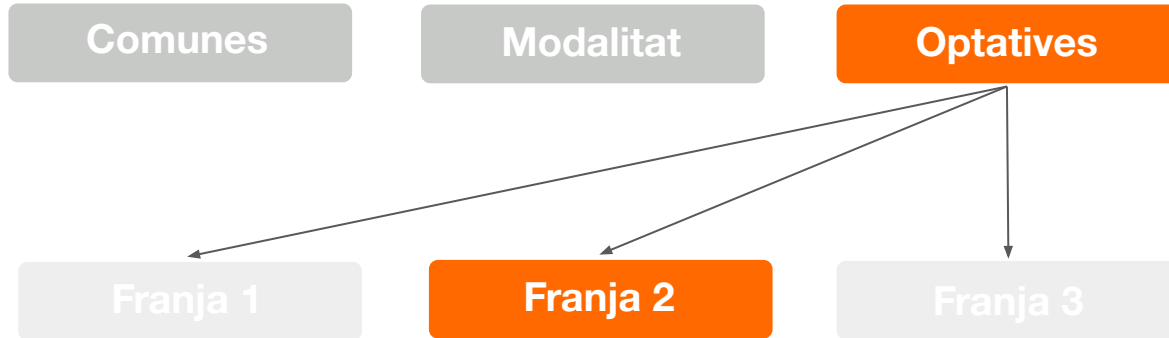 Comunes
Modalitat
Optatives
Franja 1
Franja 2
Franja 3